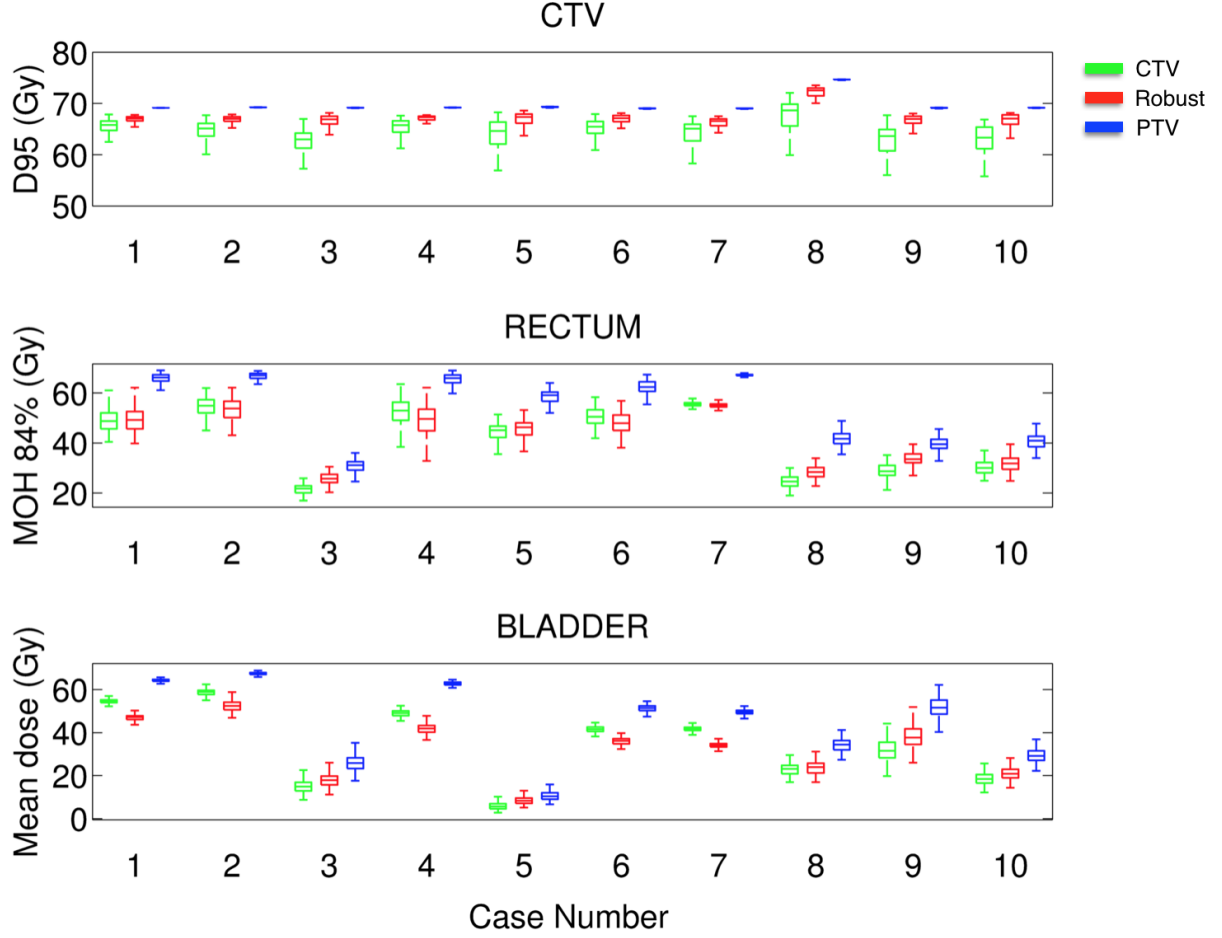 CTV
D95 (Gy)
80
70
60
50
1 2 3 4 5 6 7 8 9 10
CTV
Robust
PTV
RECTUM
MOH 84% (Gy)
60
40
20
1 2 3 4 5 6 7 8 9 10
BLADDER
Mean dose (Gy)
60
40
20
0
1 2 3 4 5 6 7 8 9 10
Case Number